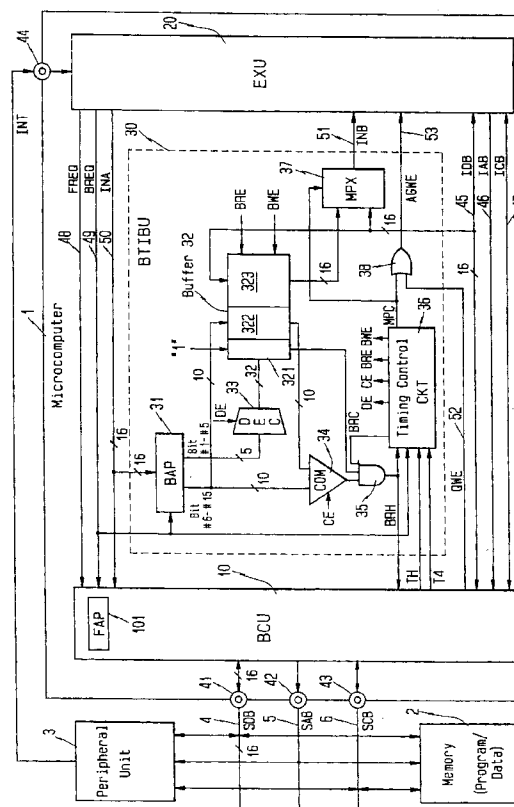 1
Microcomputer
INT
44
20
EXU
FREQ
48
BREQ
49
INA
50
30
BTIBU
16
16
31
BAP
Bit
#6-#15
Bit
#1-#5
10
5
10
"1"
Buffer 32
322
323
321
BRE
BWE
DE
33
DEC
32
10
16
16
37
MPX
51
INB
53
AGWE
38
34
COM
CE
BAC
35
BRH
MPC
36
DE
CE
BRE
BWE
Timing Control
CKT
TH
T4
QWE
52
16
45
IDB
46
IAB
ICB
10
BCU
FAP
101
16
41
42
43
4
SDB
5
SAB
6
SCB
16
3
Peripheral
Unit
2
Memory
(Program/
Data)